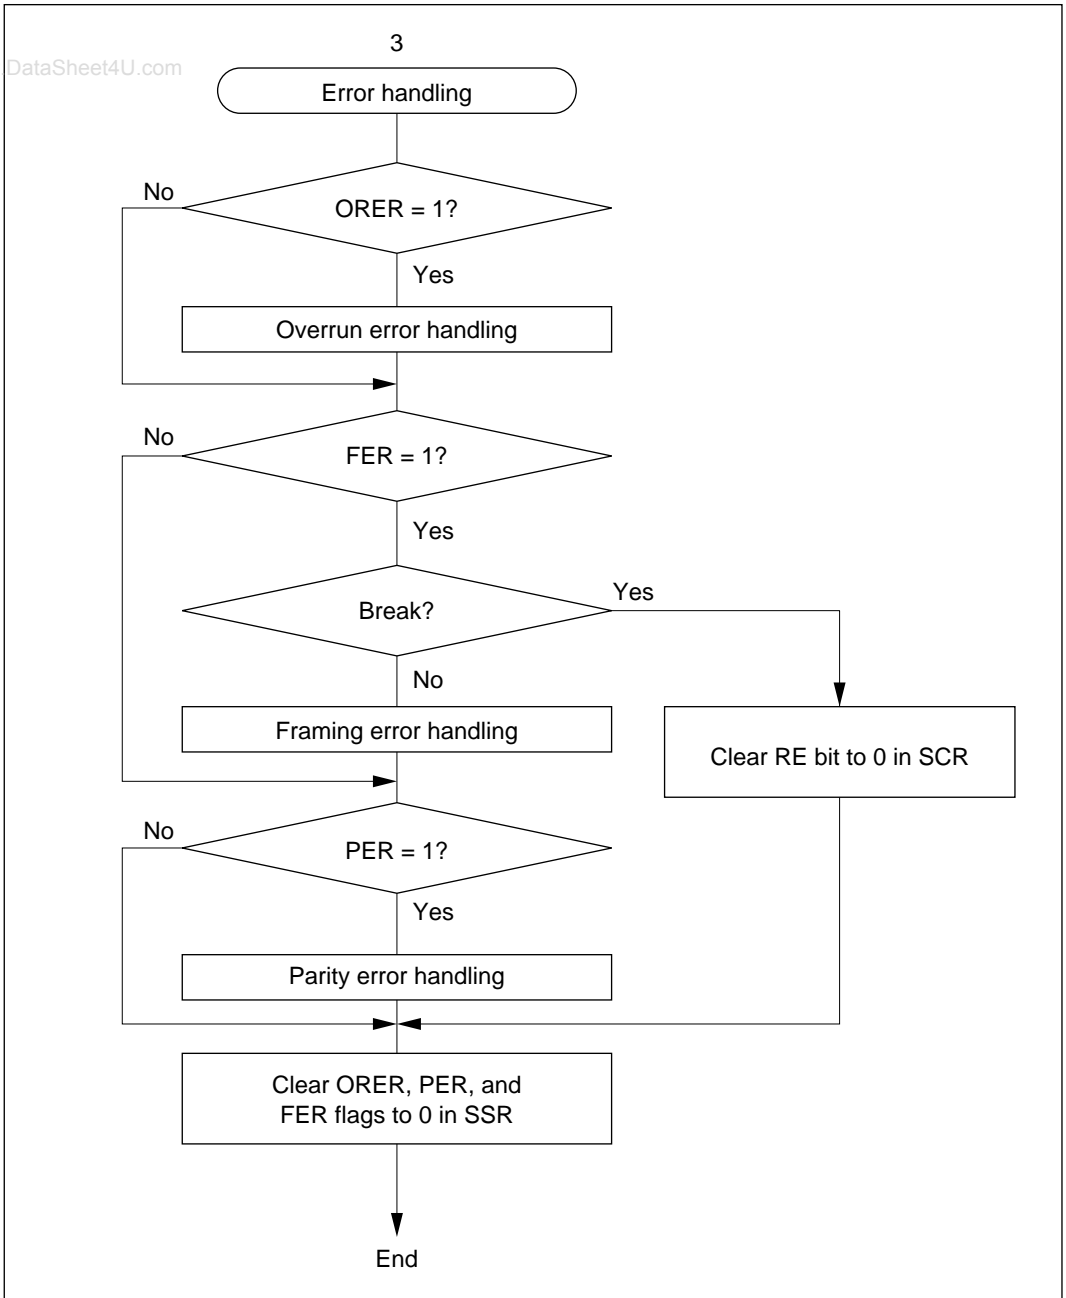 3
DataSheet4U.com
Error handling
No
ORER = 1?
Yes
Overrun error handling
No
FER = 1?
Yes
Break?
Yes
No
Framing error handling
Clear RE bit to 0 in SCR
No
PER = 1?
Yes
Parity error handling
Clear ORER, PER, and
FER flags to 0 in SSR
End